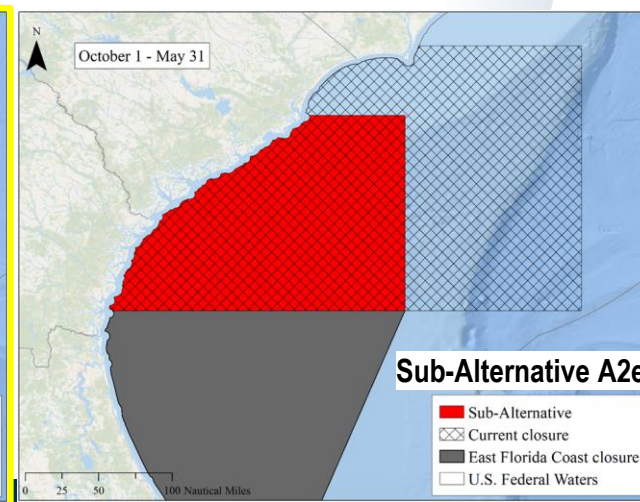 N
October 1 - May 31
Sub-Alternative A2e
Sub-Alternative
Current closure
East Florida Coast closure
U.S. Federal Waters
0 25 50 100 Nautical Miles